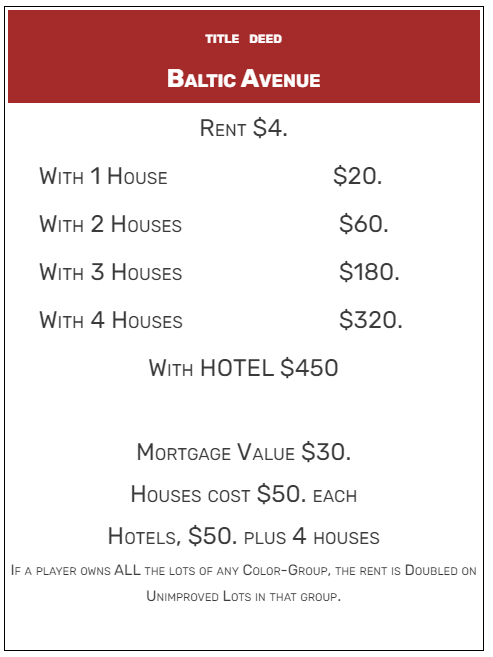 TITLE DEED
BALTIC AVENUE
RENT $4.
WITH 1 HOUSE $20.
WITH 2 HOUSES $60.
WITH 3 HOUSES $180.
WITH 4 HOUSES $320.
WITH HOTEL $450
MORTGAGE VALUE $30.
HOUSES COST $50. EACH
HOTELS, $50. PLUS 4 HOUSES
IF A PLAYER OWNS ALL THE LOTS OF ANY COLOR-GROUP, THE RENT IS DOUBLED ON
UNIMPROVED LOTS IN THAT GROUP.